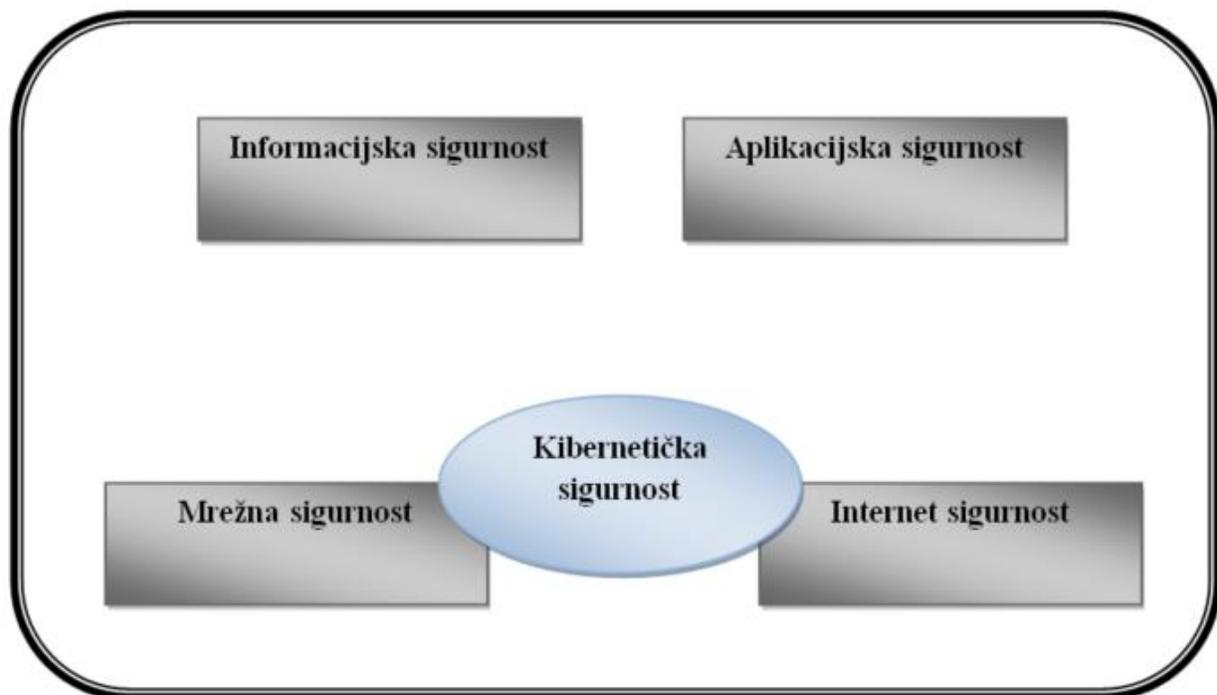 Informacijska sigurnost
Aplikacijska sigurnost
Kibernetička
sigurnost
Mrežna sigurnost
Internet sigurnost